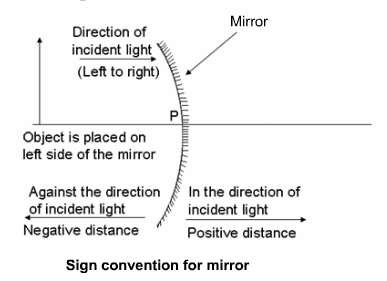 Direction of
incident light
(Left to right)
Mirror
P
Object is placed on
left side of the mirror
Against the direction
of incident light
Negative distance
In the direction of
incident light
Positive distance
Sign convention for mirror